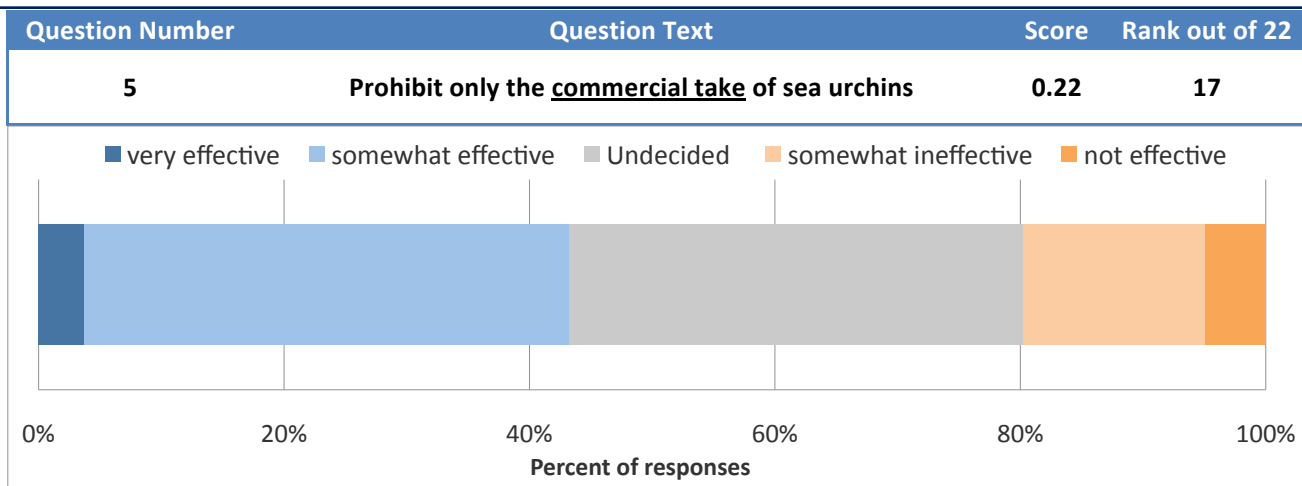 Question Number Question Text Score Rank out of 22
5 Prohibit only the commercial take of sea urchins 0.22 17
very effective somewhat effective Undecided somewhat ineffective not effective
0% 20% 40% 60% 80% 100%
Percent of responses